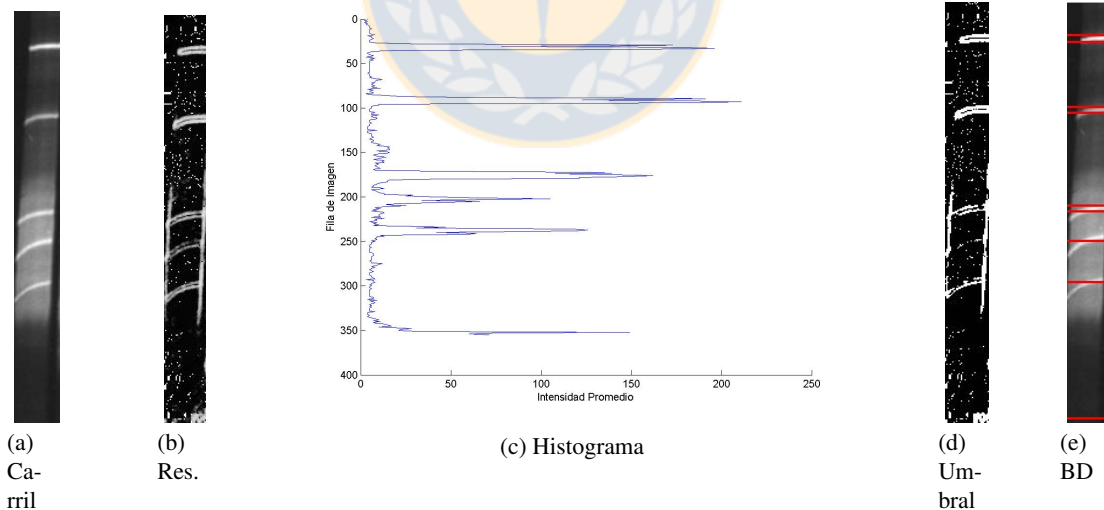 0
50
100
150
200
250
300
350
400
Fila de Imagen
0
50
100
150
200
250
Intensidad Promedio
(a)
Ca-
rril
(b)
Res.
(c) Histograma
(d)
Um-
bral
(e)
BD